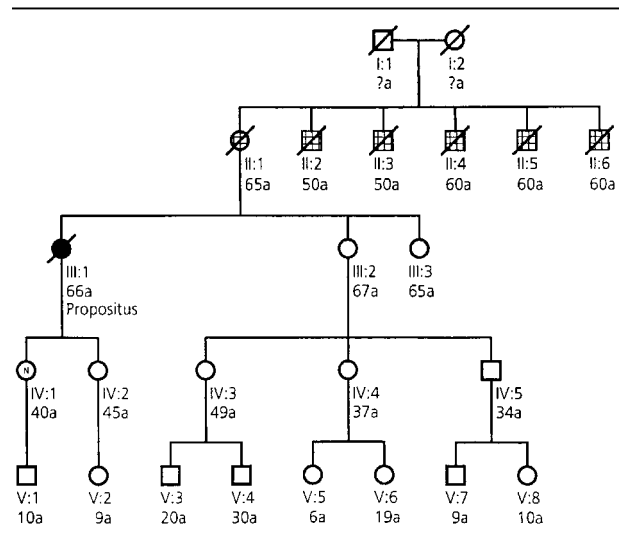 I:1 I:2
?a ?a
II:1 II:2 II:3 II:4 II:5 II:6
65a 50a 50a 60a 60a 60a
III:1 III:2 III:3
66a 67a 65a
Propositus
N IV:1 IV:2 IV:3 IV:4 IV:5
40a 45a 49a 37a 34a
V:1 V:2 V:3 V:4 V:5 V:6 V:7 V:8
10a 9a 20a 30a 6a 19a 9a 10a